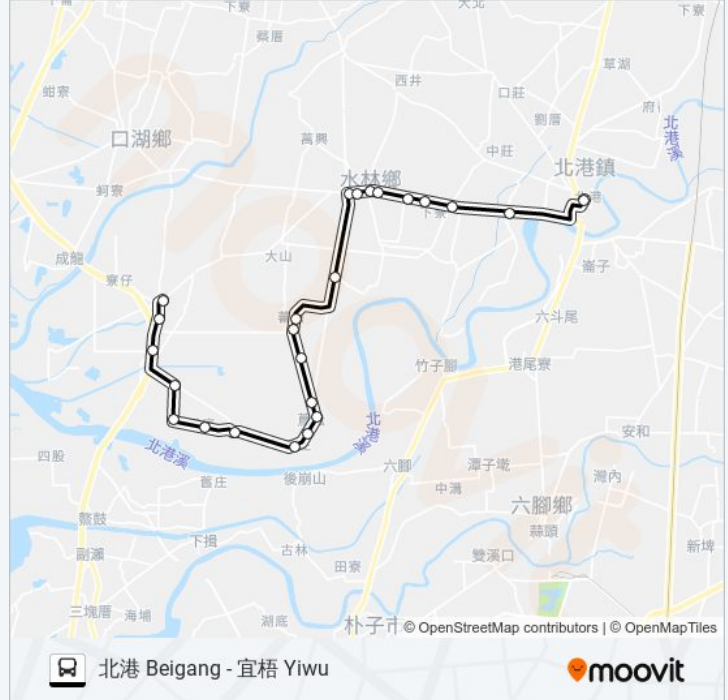 下寮
大北
下寮
蔡厝
草湖
西井
蚶寮
口庄
府
劉厝
北港溪
口湖鄉
萬興
中庄
北港鎮
水林鄉
蚵寮
下寮
大山
成龍
崙子
寮仔
六斗尾
竹子腳
港尾寮
北港溪
安和
北港溪
四股
六腳
潭子墘
灣內
舊庄
後崩山
中溝
六腳鄉
蒜頭
鰲鼓
下揖
古林
雙溪口
新埤
副瀨
田寮
三塊厝
海埔
湖底
朴子市
© OpenStreetMap contributors | © OpenMapTiles
北港 Beigang - 宜梧 Yiwu
moovit